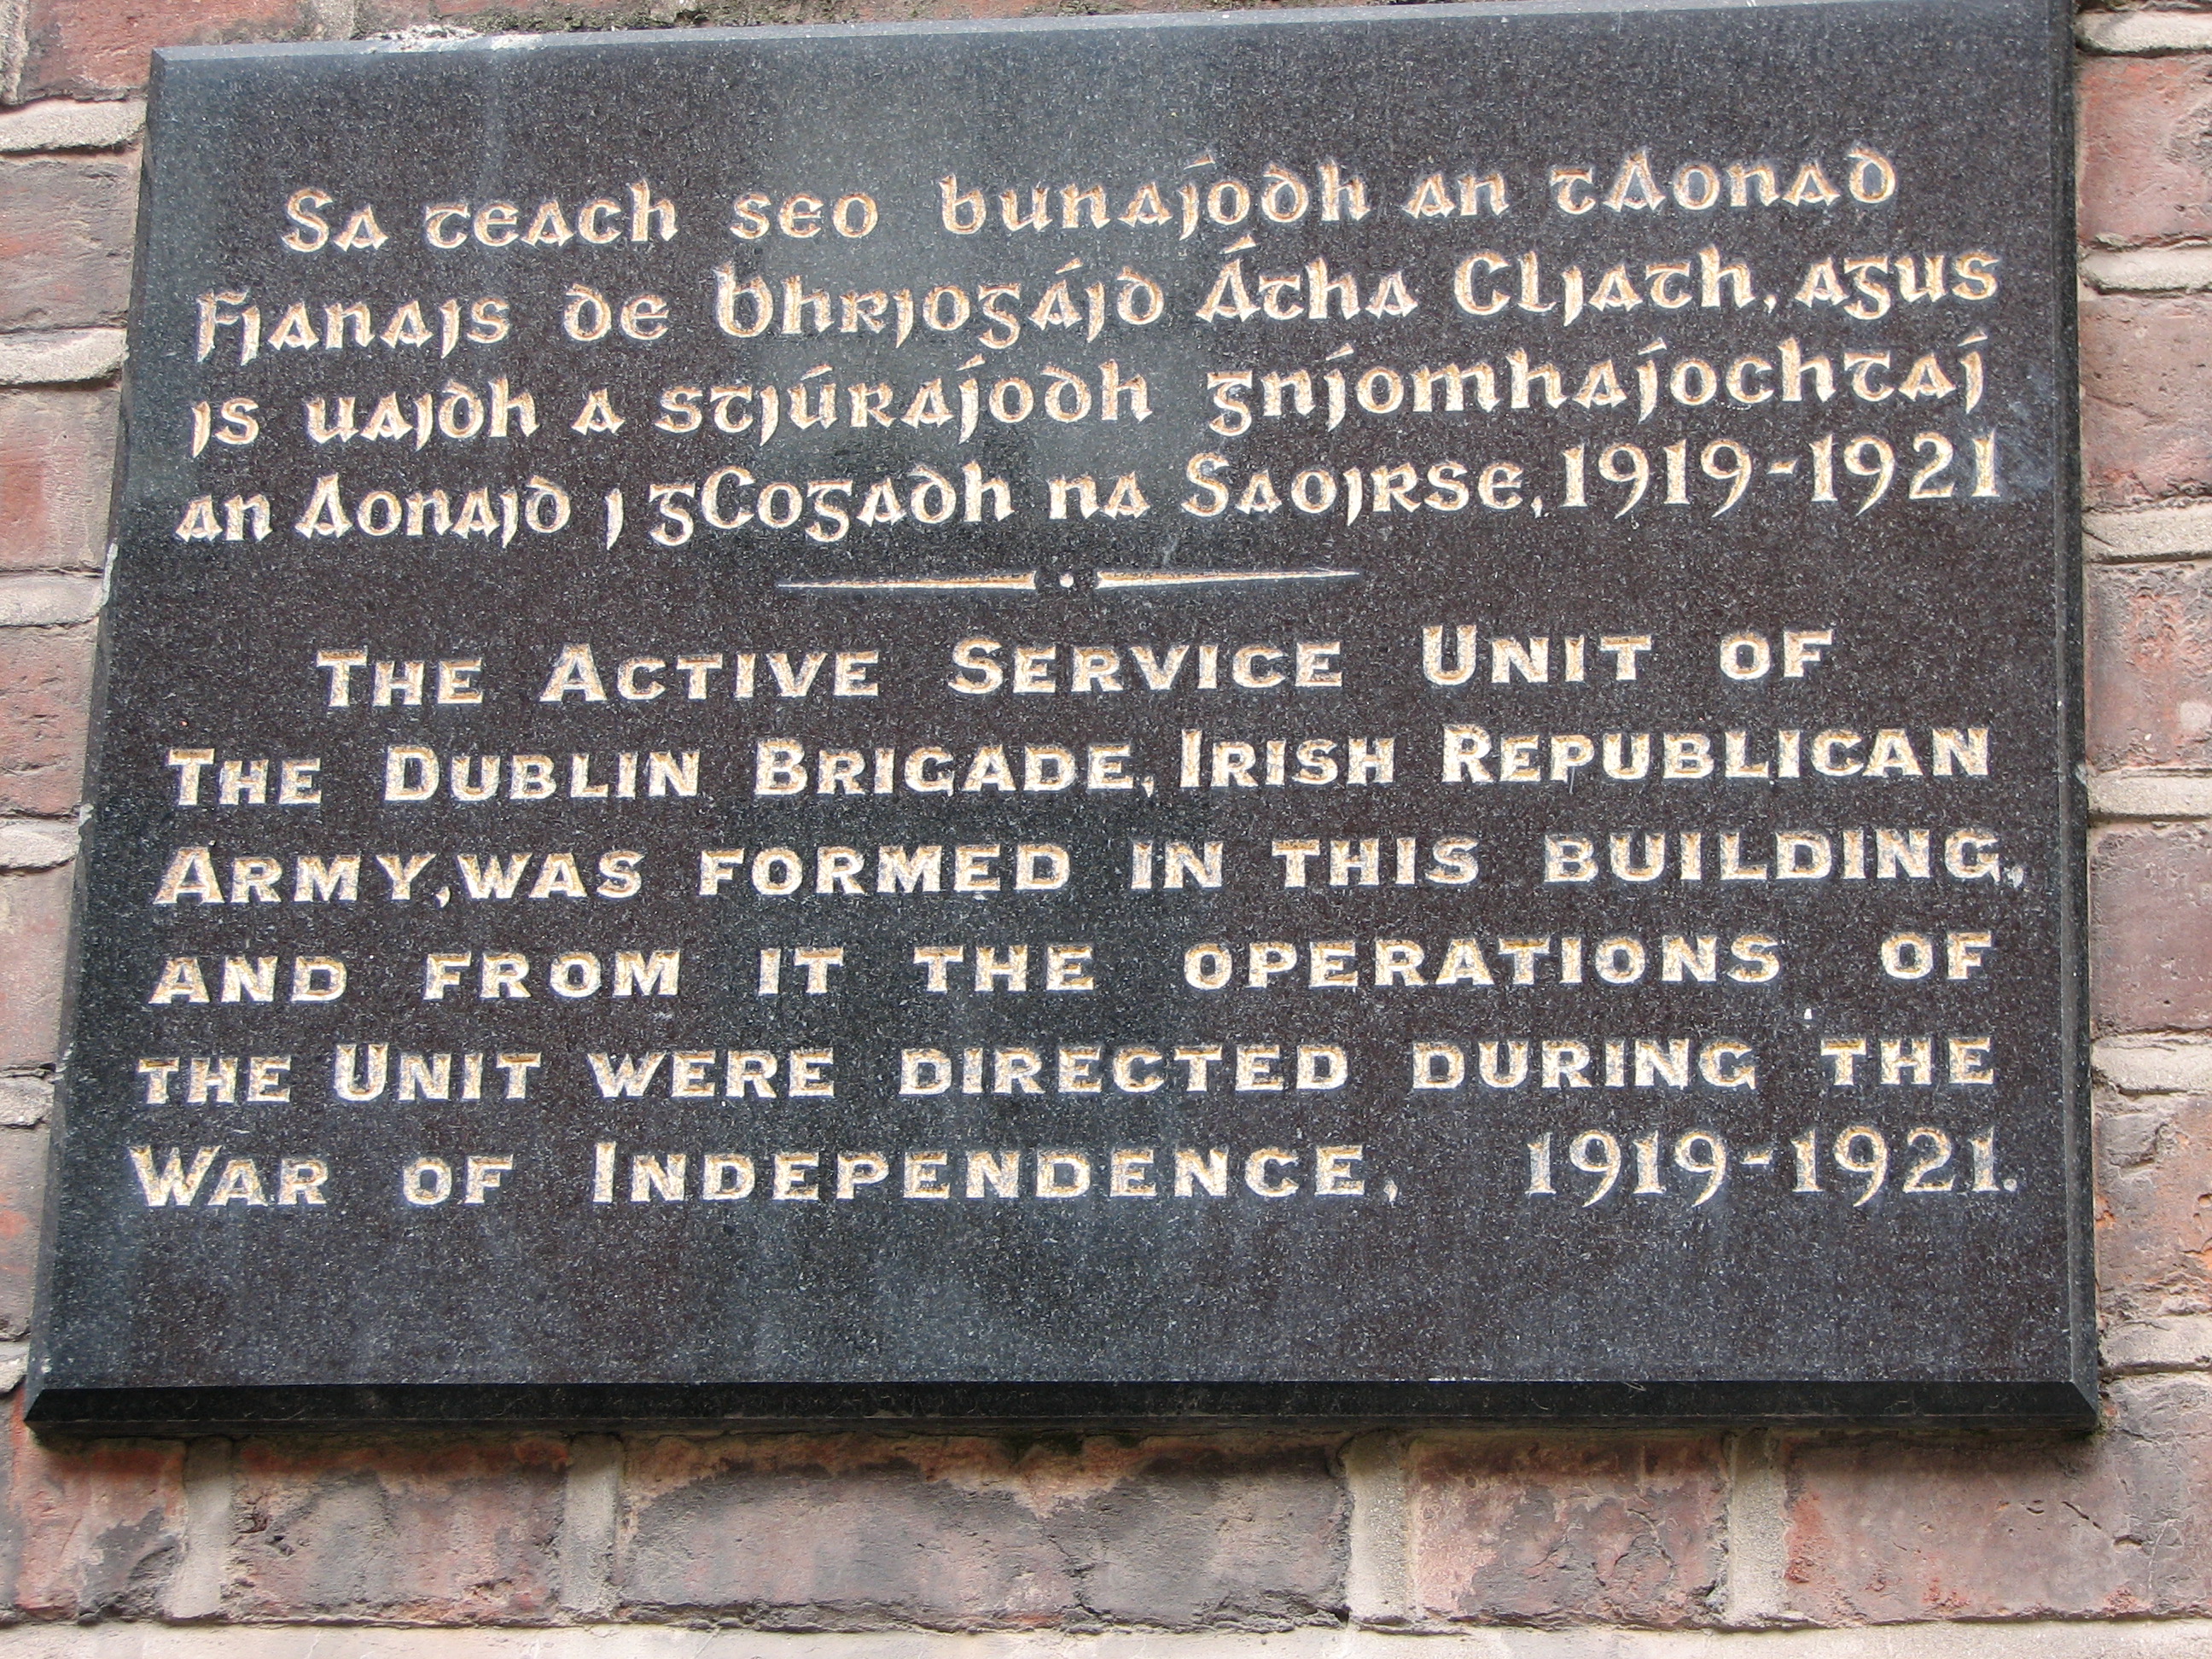 Sa teach seo bunaíodh an tAonad
Fianais de Bhriogáid Átha Cliath, agus
is uaidh a stiúraíodh gníomhaíochtaí
an Aonaid i gCogadh na Saoirse, 1919-1921
The Active Service Unit of
The Dublin Brigade, Irish Republican
Army, was formed in this building,
and from it the operations of
the Unit were directed during the
War of Independence, 1919-1921.